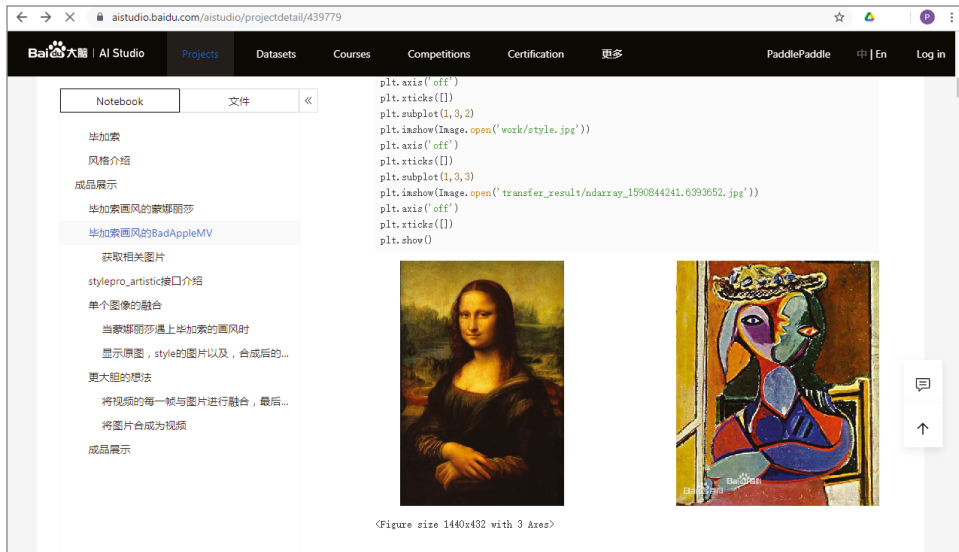 aistudio.baidu.com/aistudio/projectdetail/439779
P
Bai大脑 | AI Studio
Projects
Datasets
Courses
Competitions
Certification
更多
PaddlePaddle
中 | En
Log in
Notebook
文件
«
毕加索
风格介绍
成品展示
毕加索画风的蒙娜丽莎
毕加索画风的BadAppleMV
获取相关图片
stylepro_artistic接口介绍
单个图像的融合
当蒙娜丽莎遇上毕加索的画风时
显示原图，style的图片以及，合成后的...
更大胆的想法
将视频的每一帧与图片进行融合，最后...
将图片合成为视频
成品展示
plt.axis('off')
plt.xticks([])
plt.subplot(1,3,2)
plt.imshow(Image.open('work/style.jpg'))
plt.axis('off')
plt.xticks([])
plt.subplot(1,3,3)
plt.imshow(Image.open('transfer_result/ndarray_1590844241.6393652.jpg'))
plt.axis('off')
plt.xticks([])
plt.show()
<Figure size 1440x432 with 3 Axes>